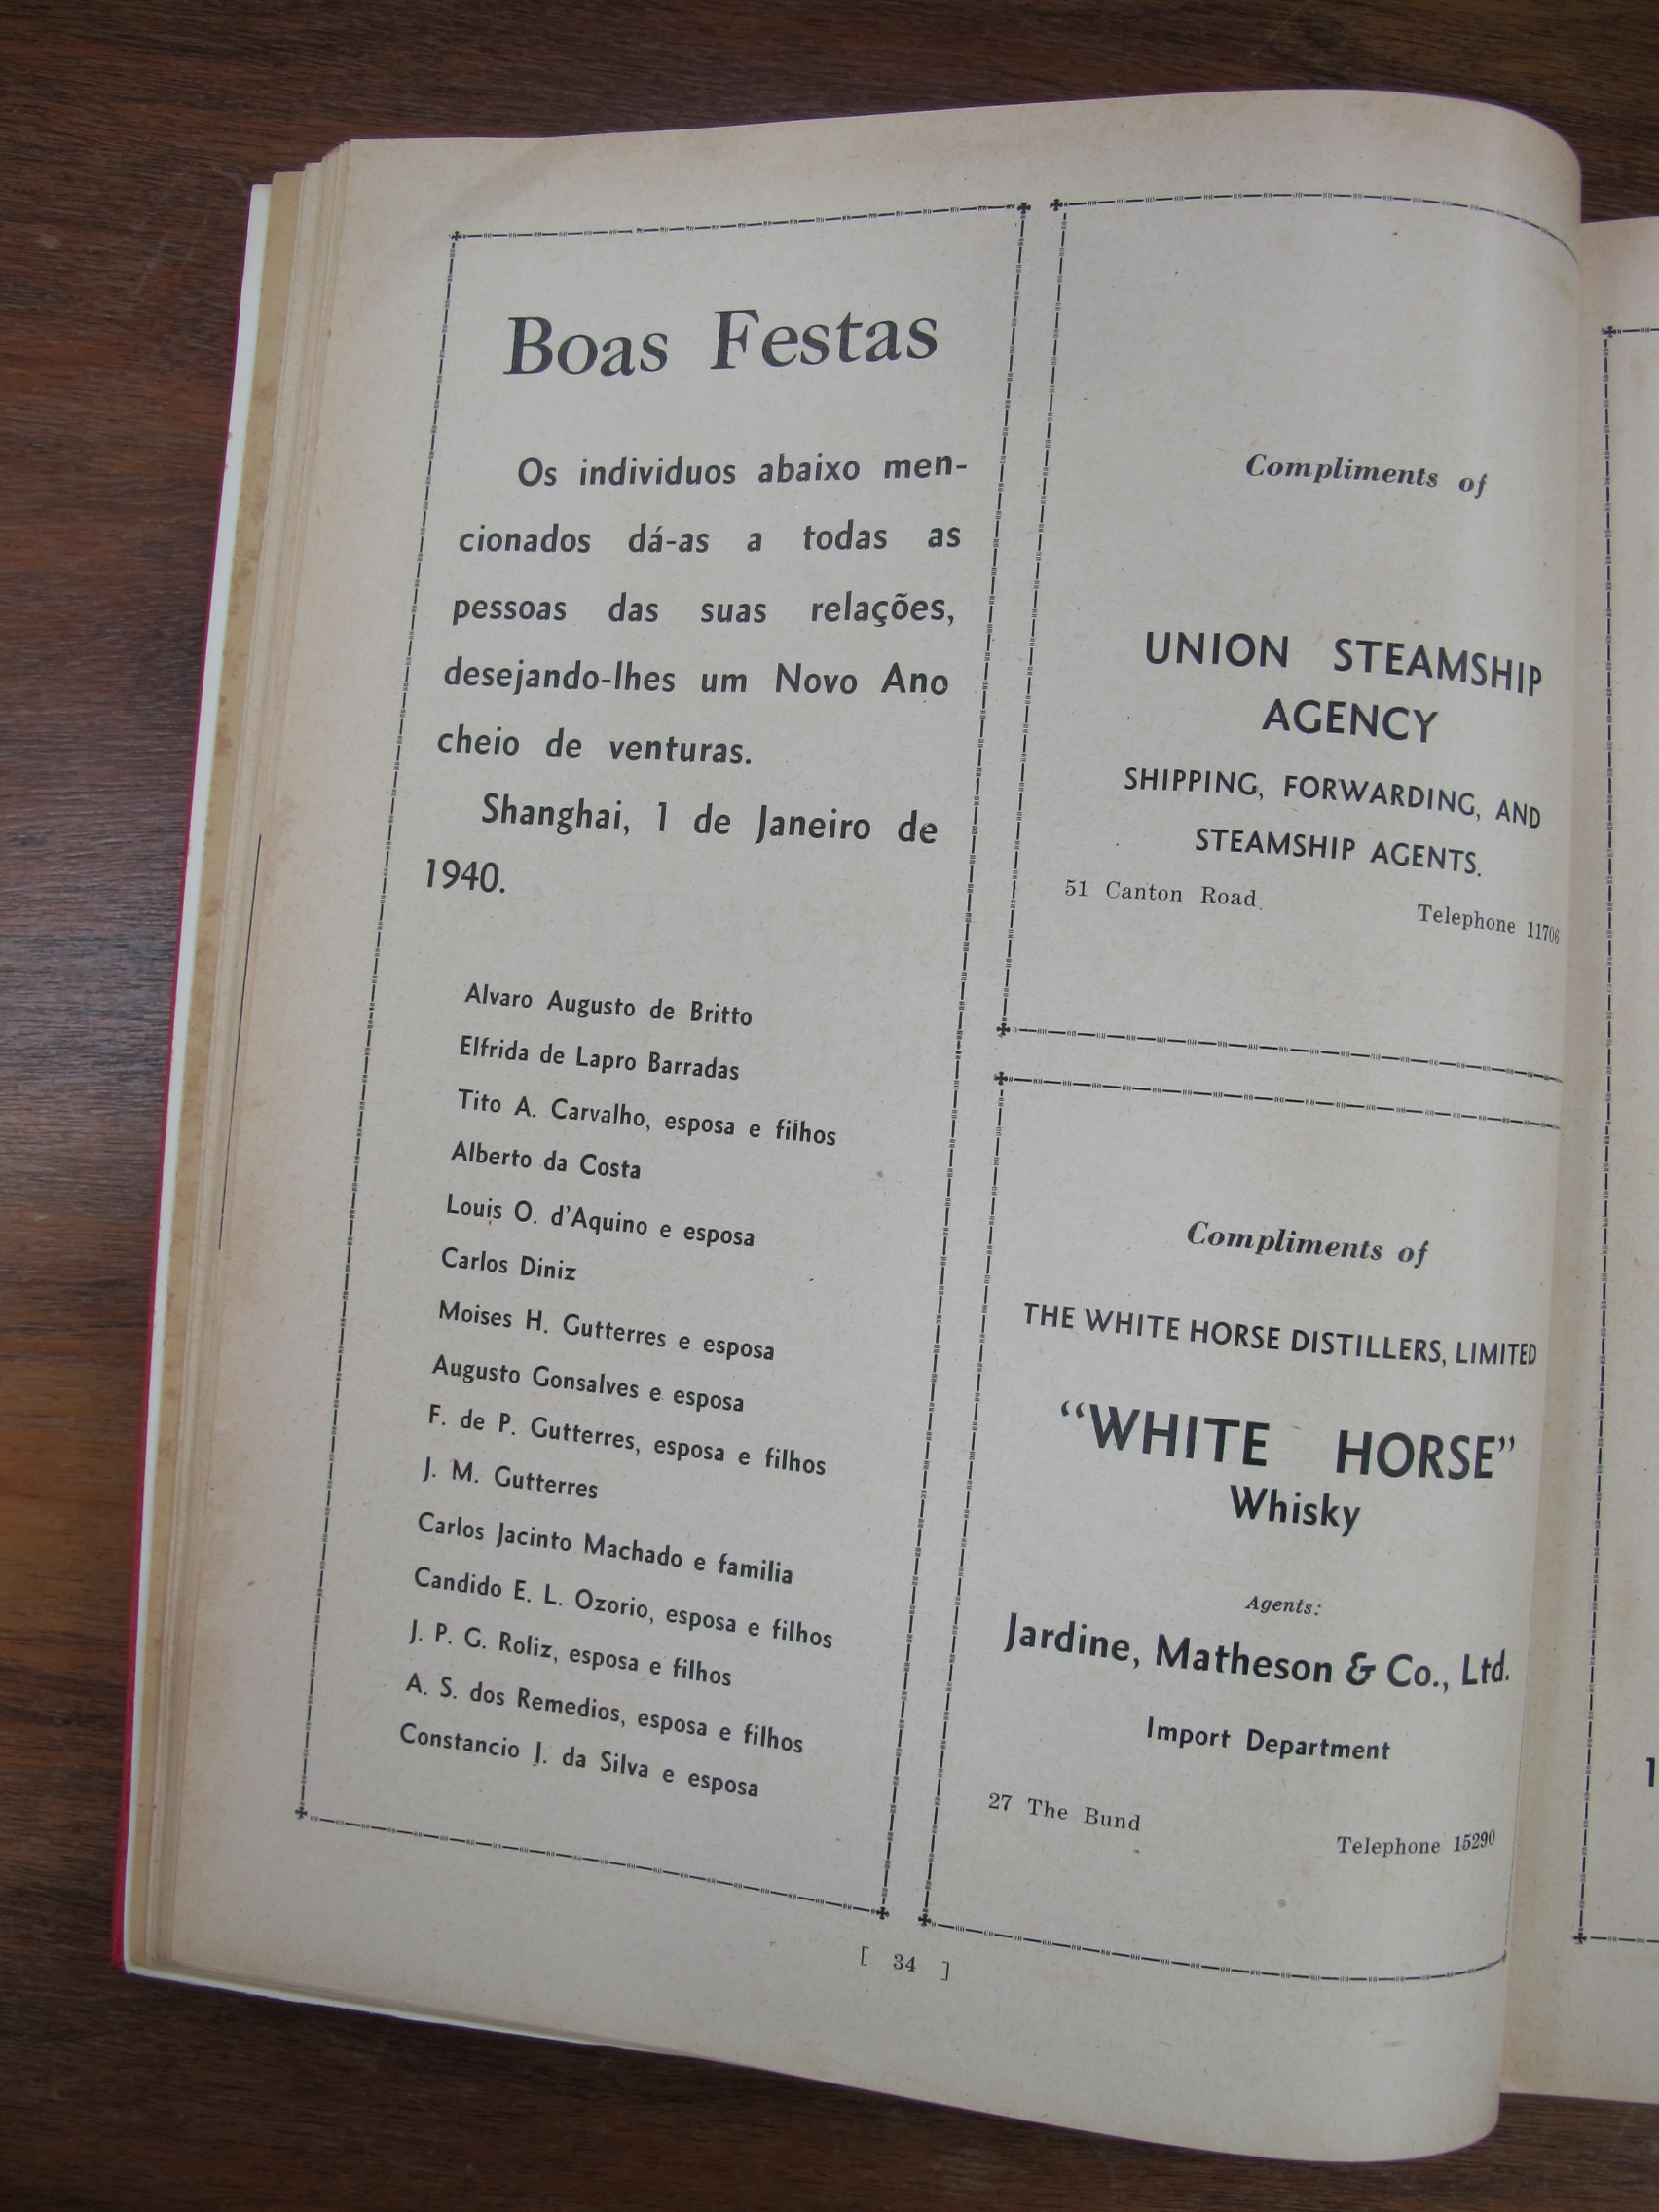 Boas Festas
Os individuos abaixo men-
cionados dá-as a todas as
pessoas das suas relações,
desejando-lhes um Novo Ano
cheio de venturas.
Shanghai, 1 de Janeiro de
1940.
Alvaro Augusto de Britto
Elfrida de Lapro Barradas
Tito A. Carvalho, esposa e filhos
Alberto da Costa
Louis O. d'Aquino e esposa
Carlos Diniz
Moises H. Gutterres e esposa
Augusto Gonsalves e esposa
F. de P. Gutterres, esposa e filhos
J. M. Gutterres
Carlos Jacinto Machado e familia
Candido E. L. Ozorio, esposa e filhos
J. P. G. Roliz, esposa e filhos
A. S. dos Remedios, esposa e filhos
Constancio J. da Silva e esposa
Compliments of
UNION STEAMSHIP
AGENCY
SHIPPING, FORWARDING, AND
STEAMSHIP AGENTS.
51 Canton Road.
Telephone 11706
Compliments of
THE WHITE HORSE DISTILLERS, LIMITED
"WHITE HORSE"
Whisky
Agents:
Jardine, Matheson & Co., Ltd.
Import Department
27 The Bund
Telephone 15290
[ 34 ]